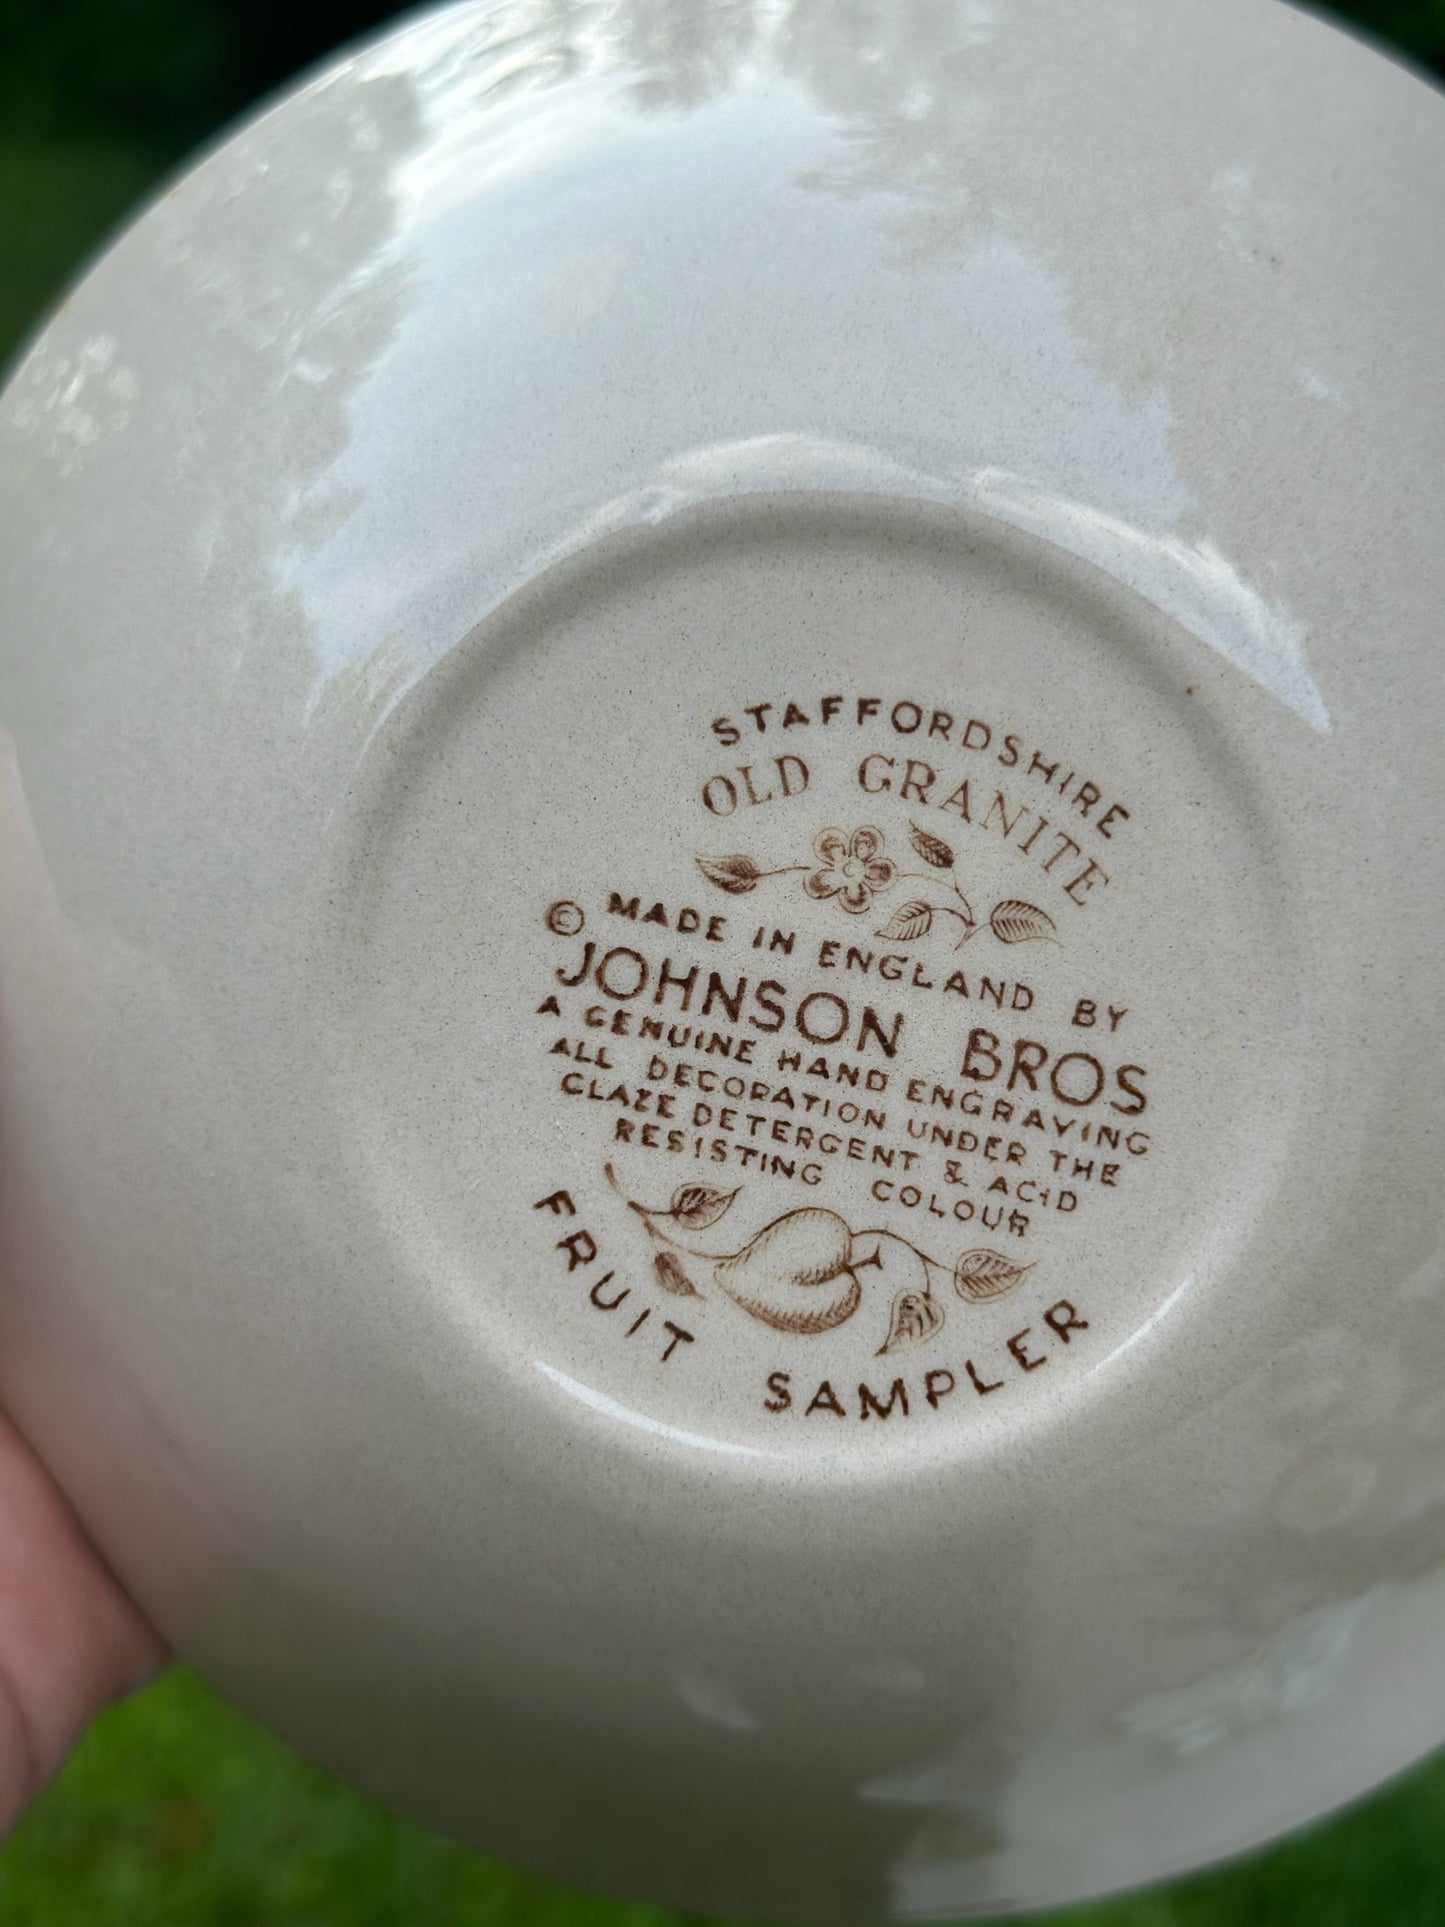 STAFFORDSHIRE
OLD GRANITE
© MADE IN ENGLAND BY
JOHNSON BROS
A GENUINE HAND ENGRAVING
ALL DECORATION UNDER THE
GLAZE DETERGENT & ACID
RESISTING COLOUR
FRUIT SAMPLER